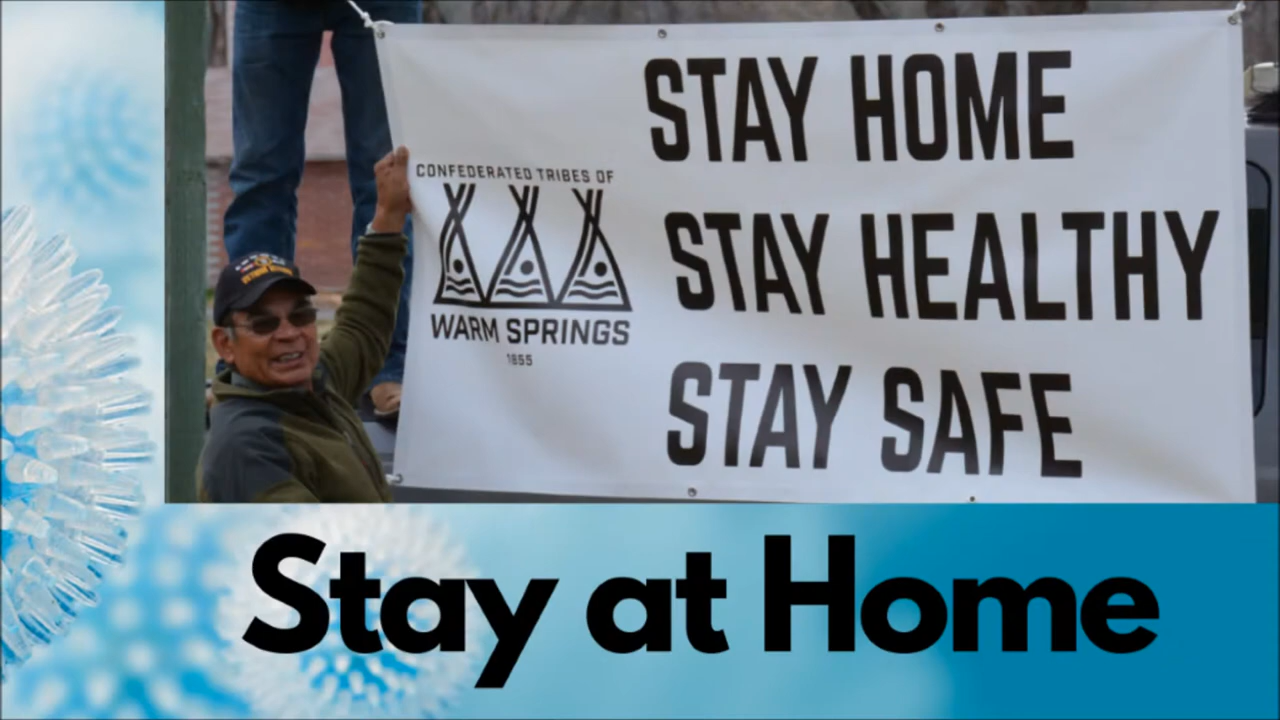 STAY HOME
STAY HEALTHY
STAY SAFE
CONFEDERATED TRIBES OF
WARM SPRINGS
1855
Stay at Home